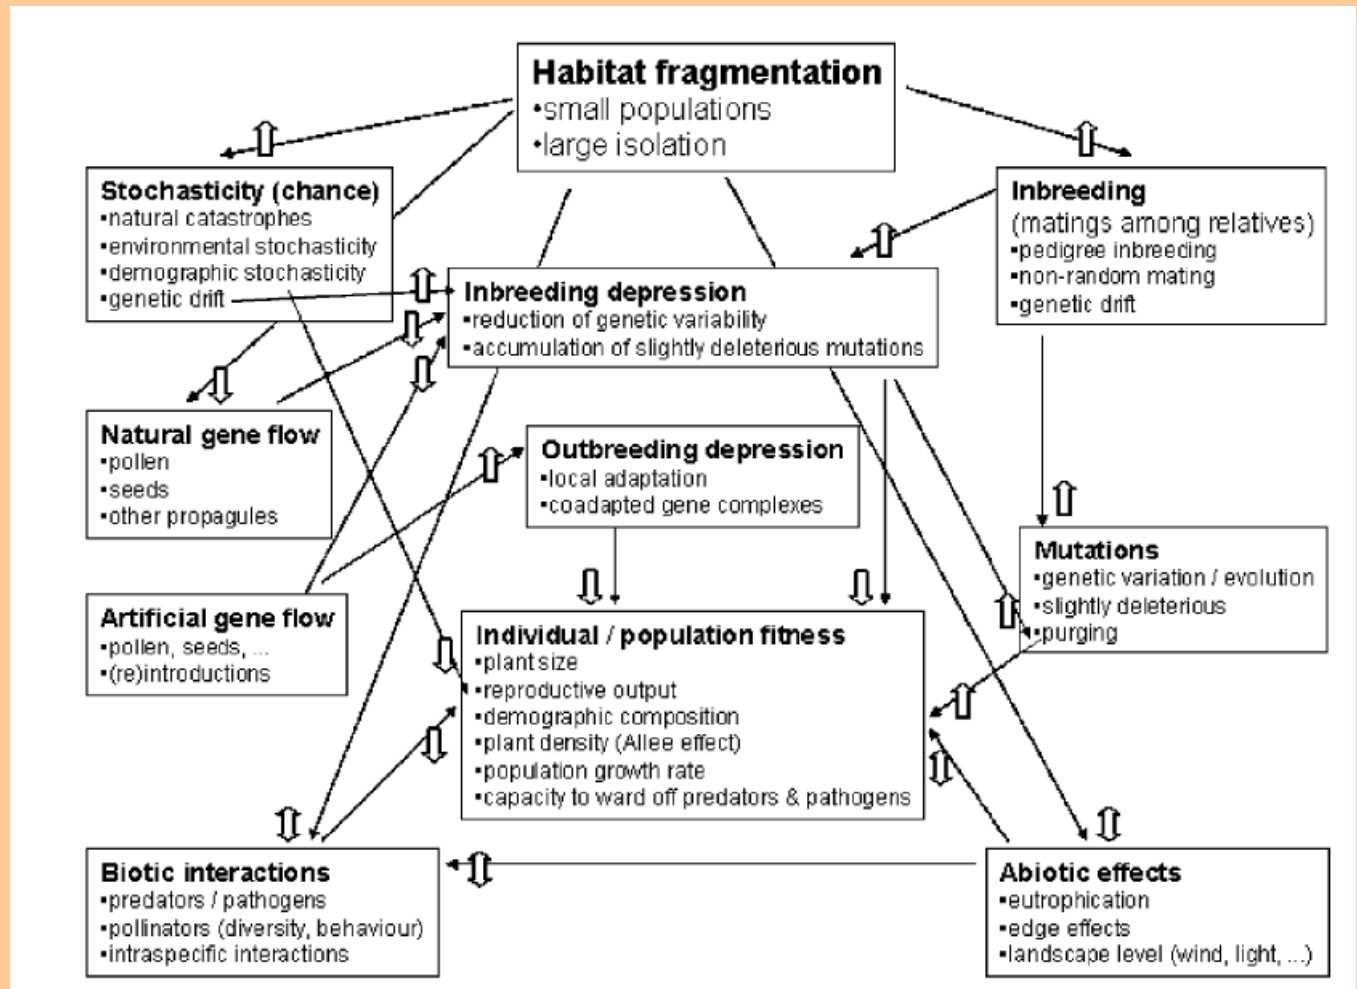 Habitat fragmentation
•small populations
•large isolation
Stochasticity (chance)
▪natural catastrophes
▪environmental stochasticity
▪demographic stochasticity
▪genetic drift
Inbreeding
(matings among relatives)
▪pedigree inbreeding
▪non-random mating
▪genetic drift
Inbreeding depression
▪reduction of genetic variability
▪accumulation of slightly deleterious mutations
Natural gene flow
▪pollen
▪seeds
▪other propagules
Outbreeding depression
▪local adaptation
▪coadapted gene complexes
Mutations
▪genetic variation / evolution
▪slightly deleterious
▪purging
Artificial gene flow
▪pollen, seeds, ...
▪(re)introductions
Individual / population fitness
▪plant size
▪reproductive output
▪demographic composition
▪plant density (Allee effect)
▪population growth rate
▪capacity to ward off predators & pathogens
Biotic interactions
▪predators / pathogens
▪pollinators (diversity, behaviour)
▪intraspecific interactions
Abiotic effects
▪eutrophication
▪edge effects
▪landscape level (wind, light, ...)